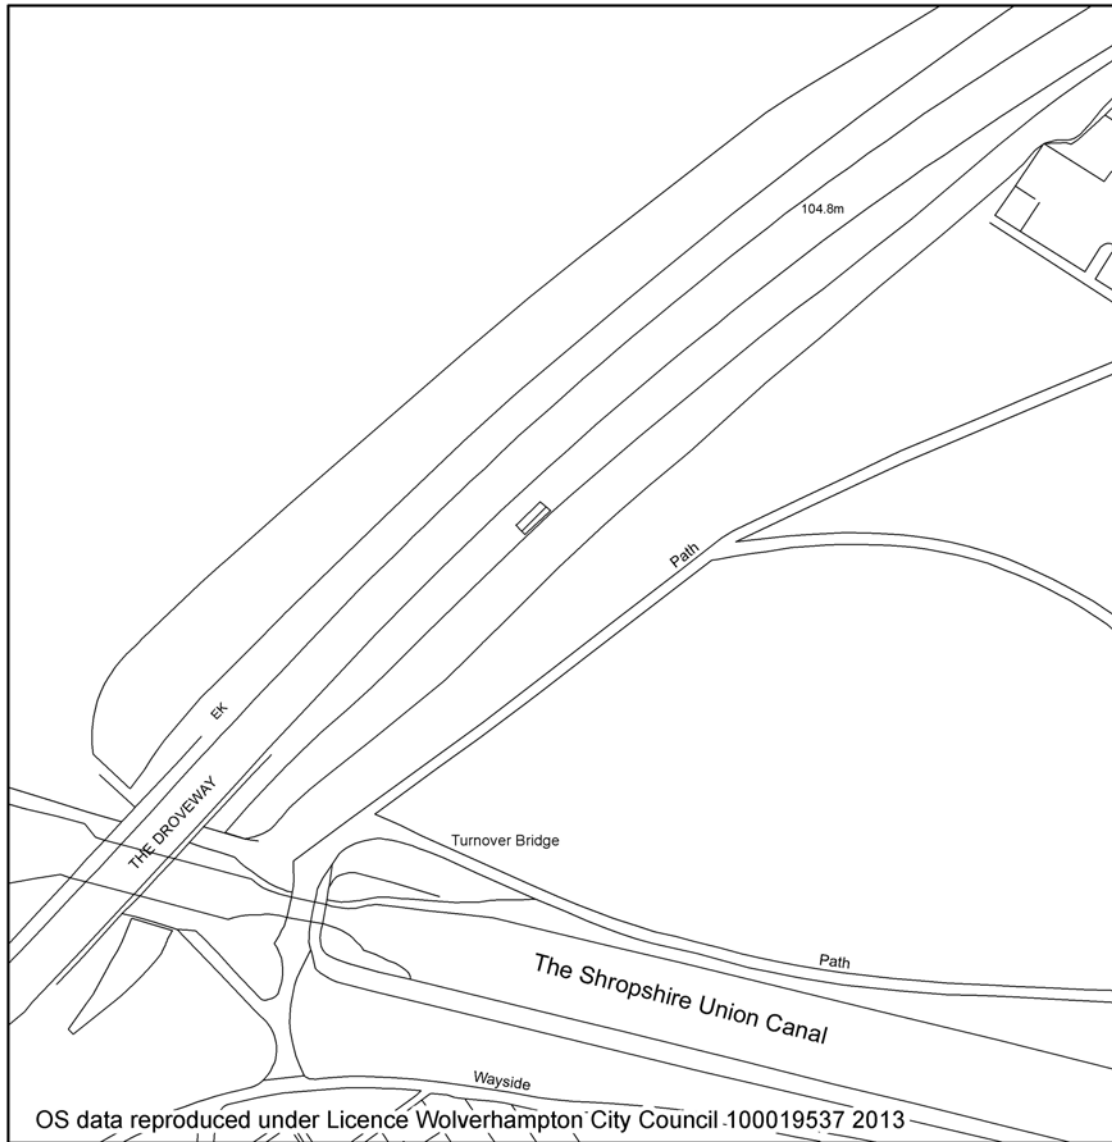 104.8m
Path
EK
THE DROVEWAY
Turnover Bridge
Path
The Shropshire Union Canal
Wayside
OS data reproduced under Licence Wolverhampton City Council 100019537 2013